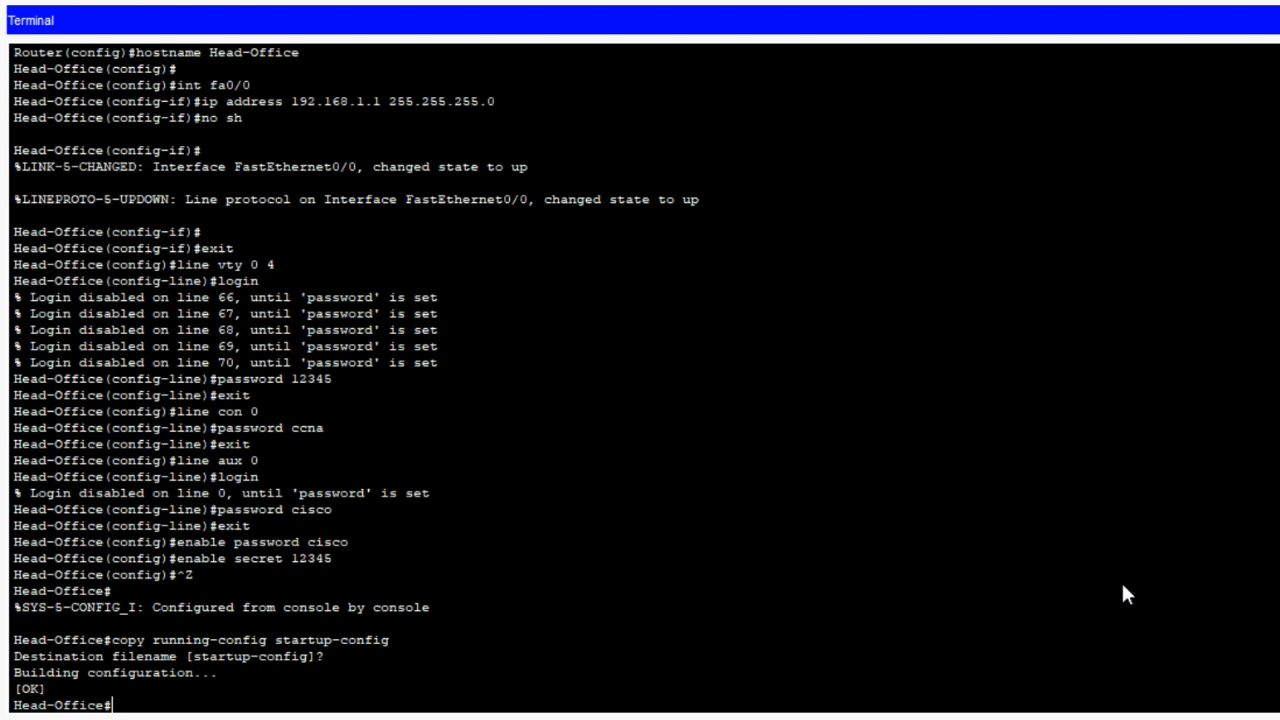 Terminal
Router(config)#hostname Head-Office
Head-Office(config)#
Head-Office(config)#int fa0/0
Head-Office(config-if)#ip address 192.168.1.1 255.255.255.0
Head-Office(config-if)#no sh
Head-Office(config-if)#
%LINK-5-CHANGED: Interface FastEthernet0/0, changed state to up
%LINEPROTO-5-UPDOWN: Line protocol on Interface FastEthernet0/0, changed state to up
Head-Office(config-if)#
Head-Office(config-if)#exit
Head-Office(config)#line vty 0 4
Head-Office(config-line)#login
% Login disabled on line 66, until 'password' is set
% Login disabled on line 67, until 'password' is set
% Login disabled on line 68, until 'password' is set
% Login disabled on line 69, until 'password' is set
% Login disabled on line 70, until 'password' is set
Head-Office(config-line)#password 12345
Head-Office(config-line)#exit
Head-Office(config)#line con 0
Head-Office(config-line)#password ccna
Head-Office(config-line)#exit
Head-Office(config)#line aux 0
Head-Office(config-line)#login
% Login disabled on line 0, until 'password' is set
Head-Office(config-line)#password cisco
Head-Office(config-line)#exit
Head-Office(config)#enable password cisco
Head-Office(config)#enable secret 12345
Head-Office(config)#^Z
Head-Office#
%SYS-5-CONFIG_I: Configured from console by console
Head-Office#copy running-config startup-config
Destination filename [startup-config]?
Building configuration...
[OK]
Head-Office#